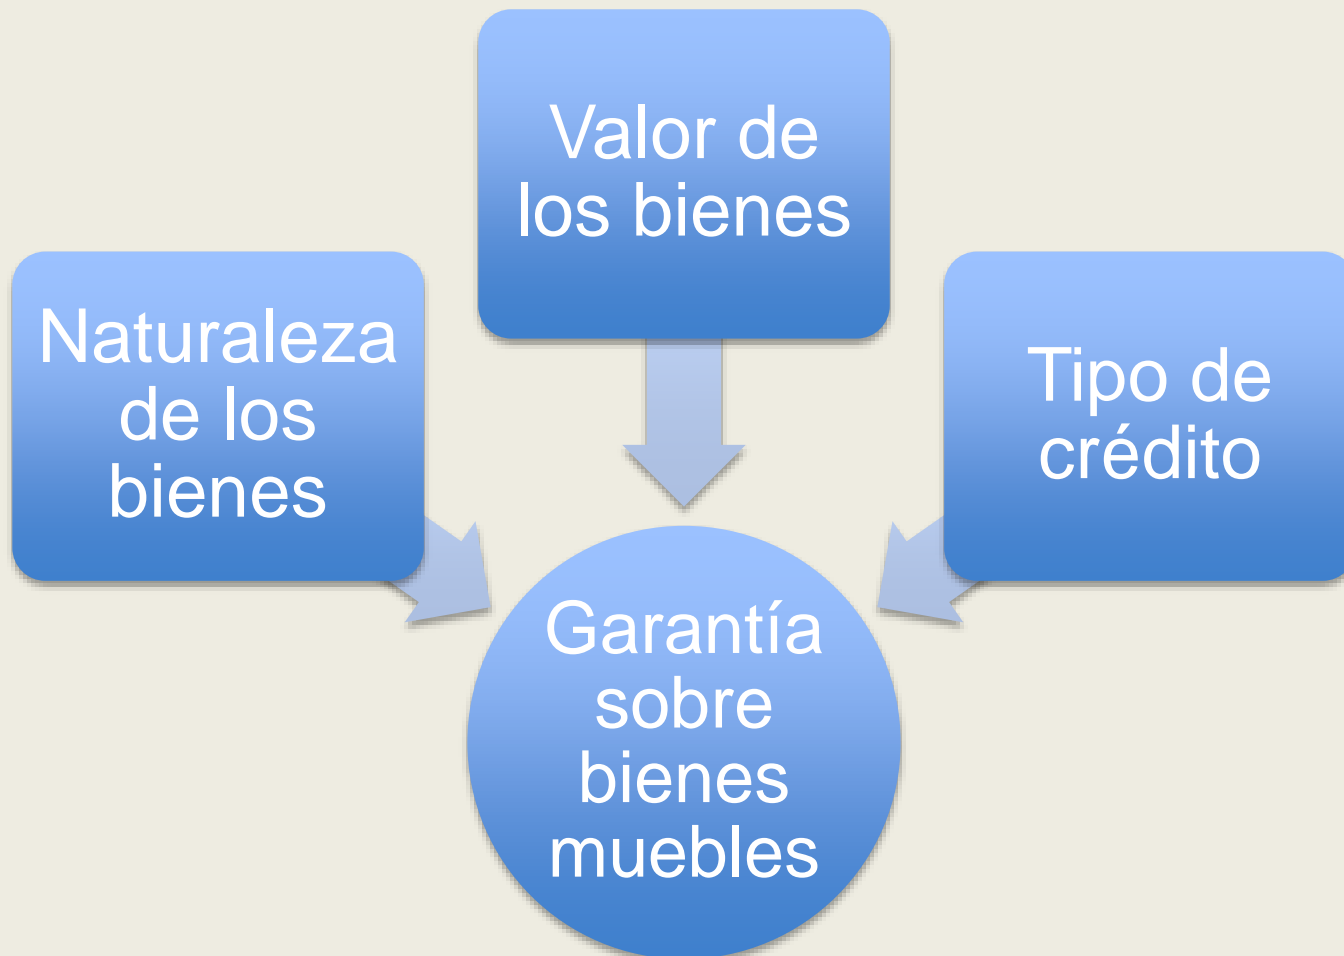 Valor de
los bienes
Naturaleza
de los
bienes
Tipo de
crédito
Garantía
sobre
bienes
muebles